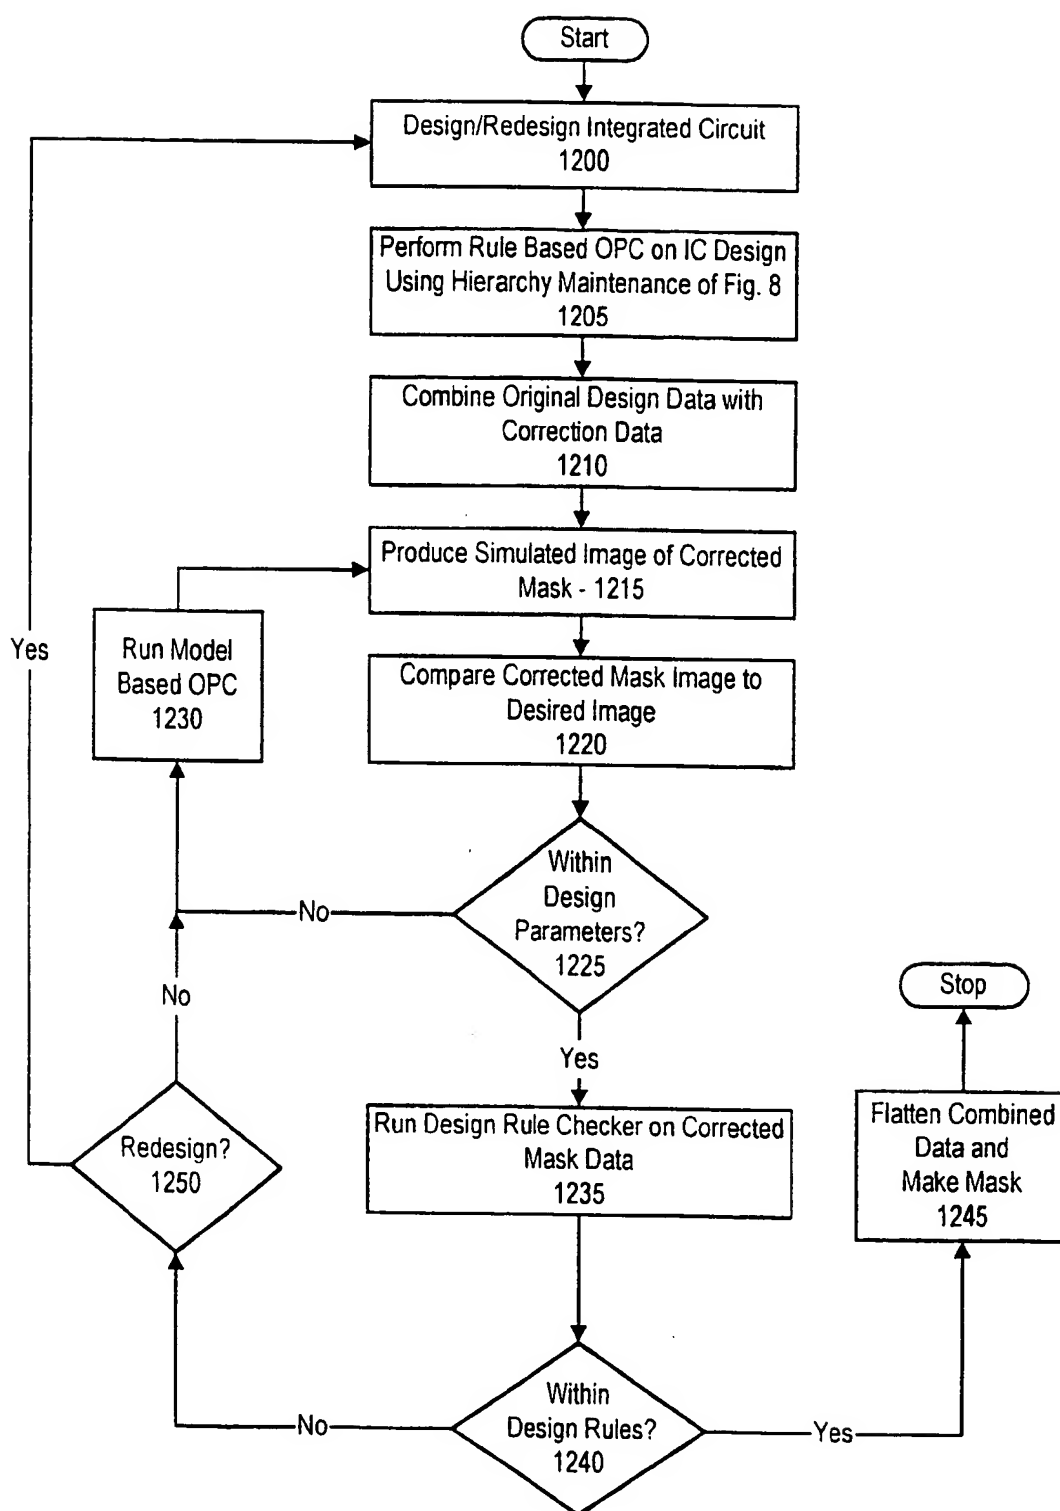 Start
Design/Redesign Integrated Circuit
1200
Perform Rule Based OPC on IC Design
Using Hierarchy Maintenance of Fig. 8
1205
Combine Original Design Data with
Correction Data
1210
Produce Simulated Image of Corrected
Mask - 1215
Yes
Run Model
Based OPC
1230
Compare Corrected Mask Image to
Desired Image
1220
Within
Design
Parameters?
1225
No
No
Stop
Yes
Redesign?
1250
Run Design Rule Checker on Corrected
Mask Data
1235
Flatten Combined
Data and
Make Mask
1245
Within
Design Rules?
1240
No
Yes